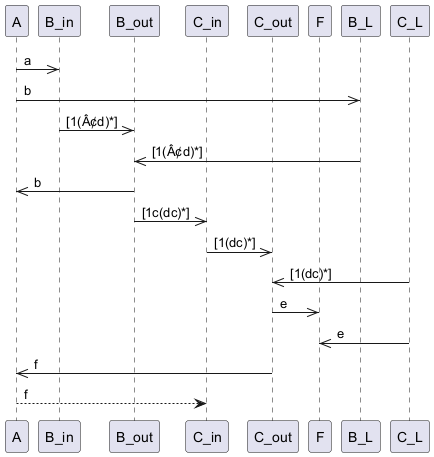 A B_in B_out C_in C_out F B_L C_L
a
b
[1(Â¢d)*]
[1(Â¢d)*]
b
[1c(dc)*]
[1(dc)*]
[1(dc)*]
e
e
f
f
A B_in B_out C_in C_out F B_L C_L